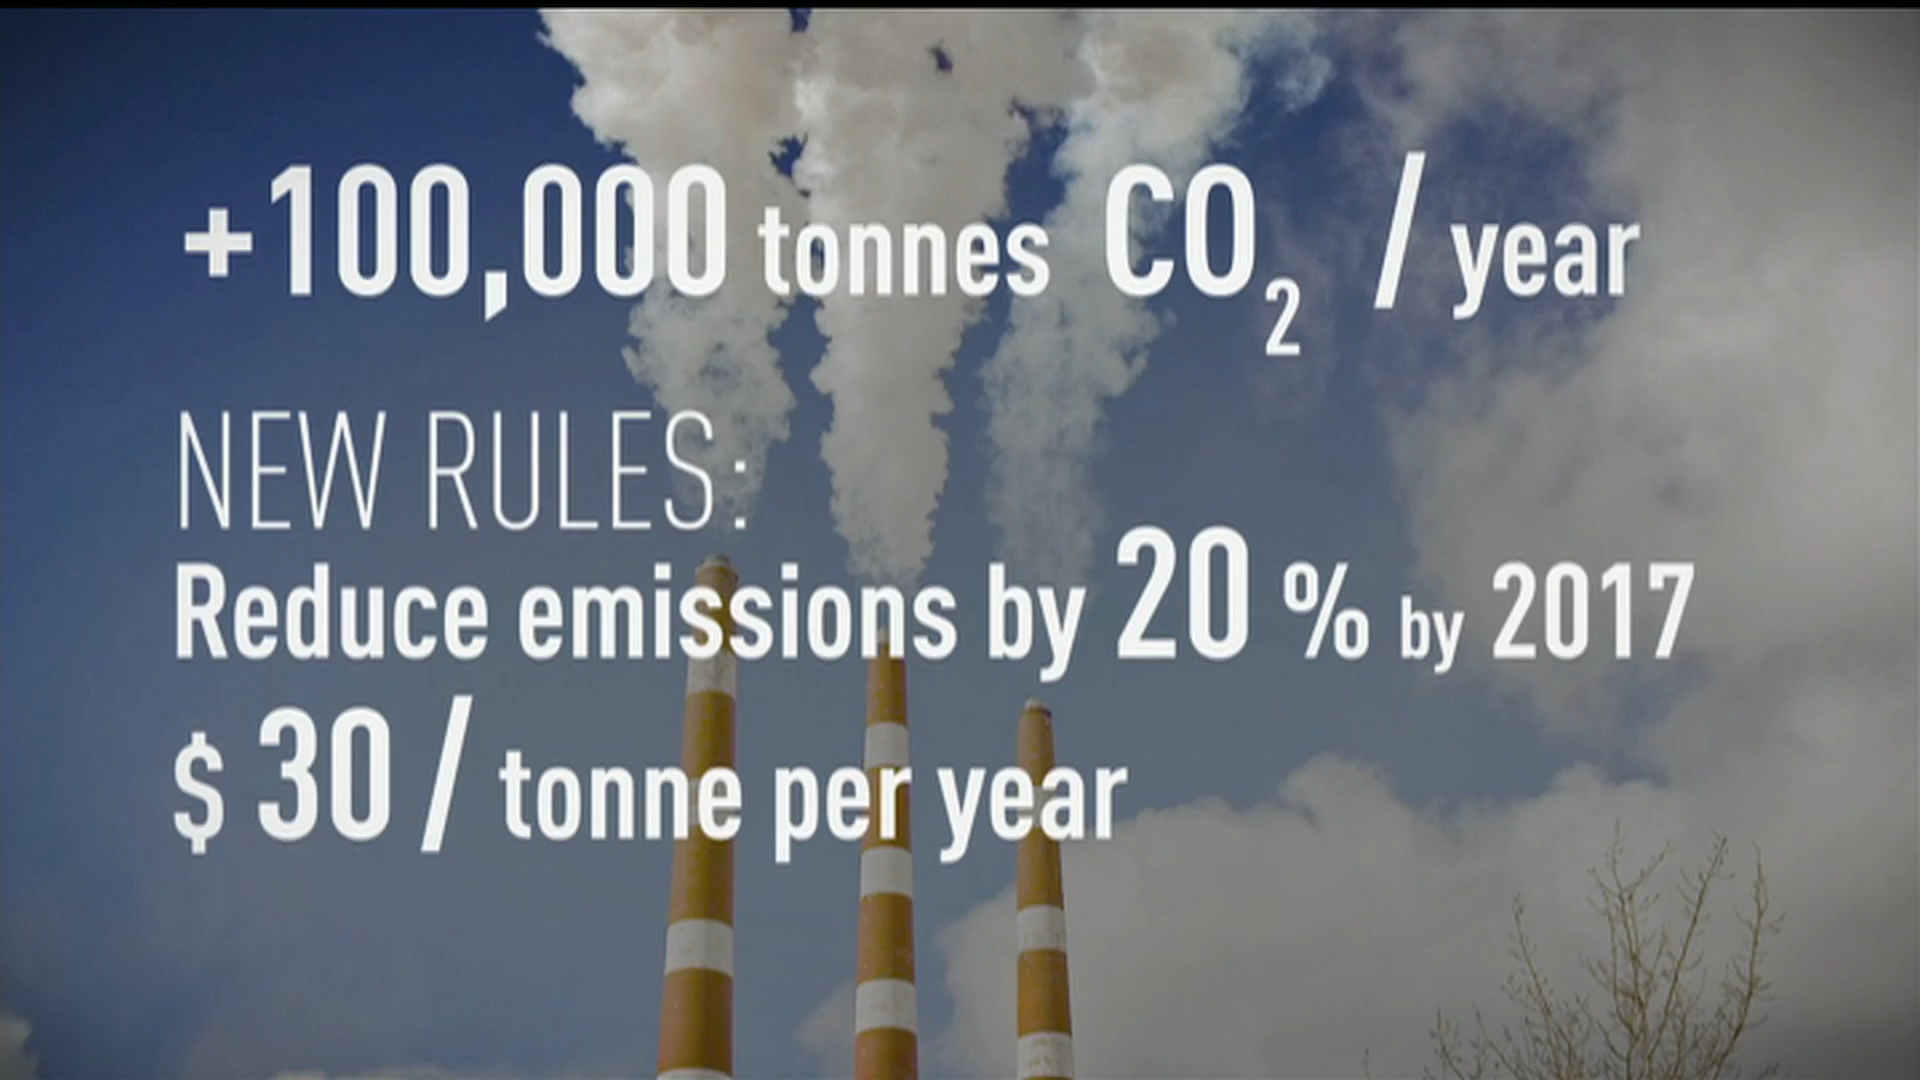 +100,000 tonnes CO₂ / year
NEW RULES:
Reduce emissions by 20 % by 2017
$ 30 / tonne per year